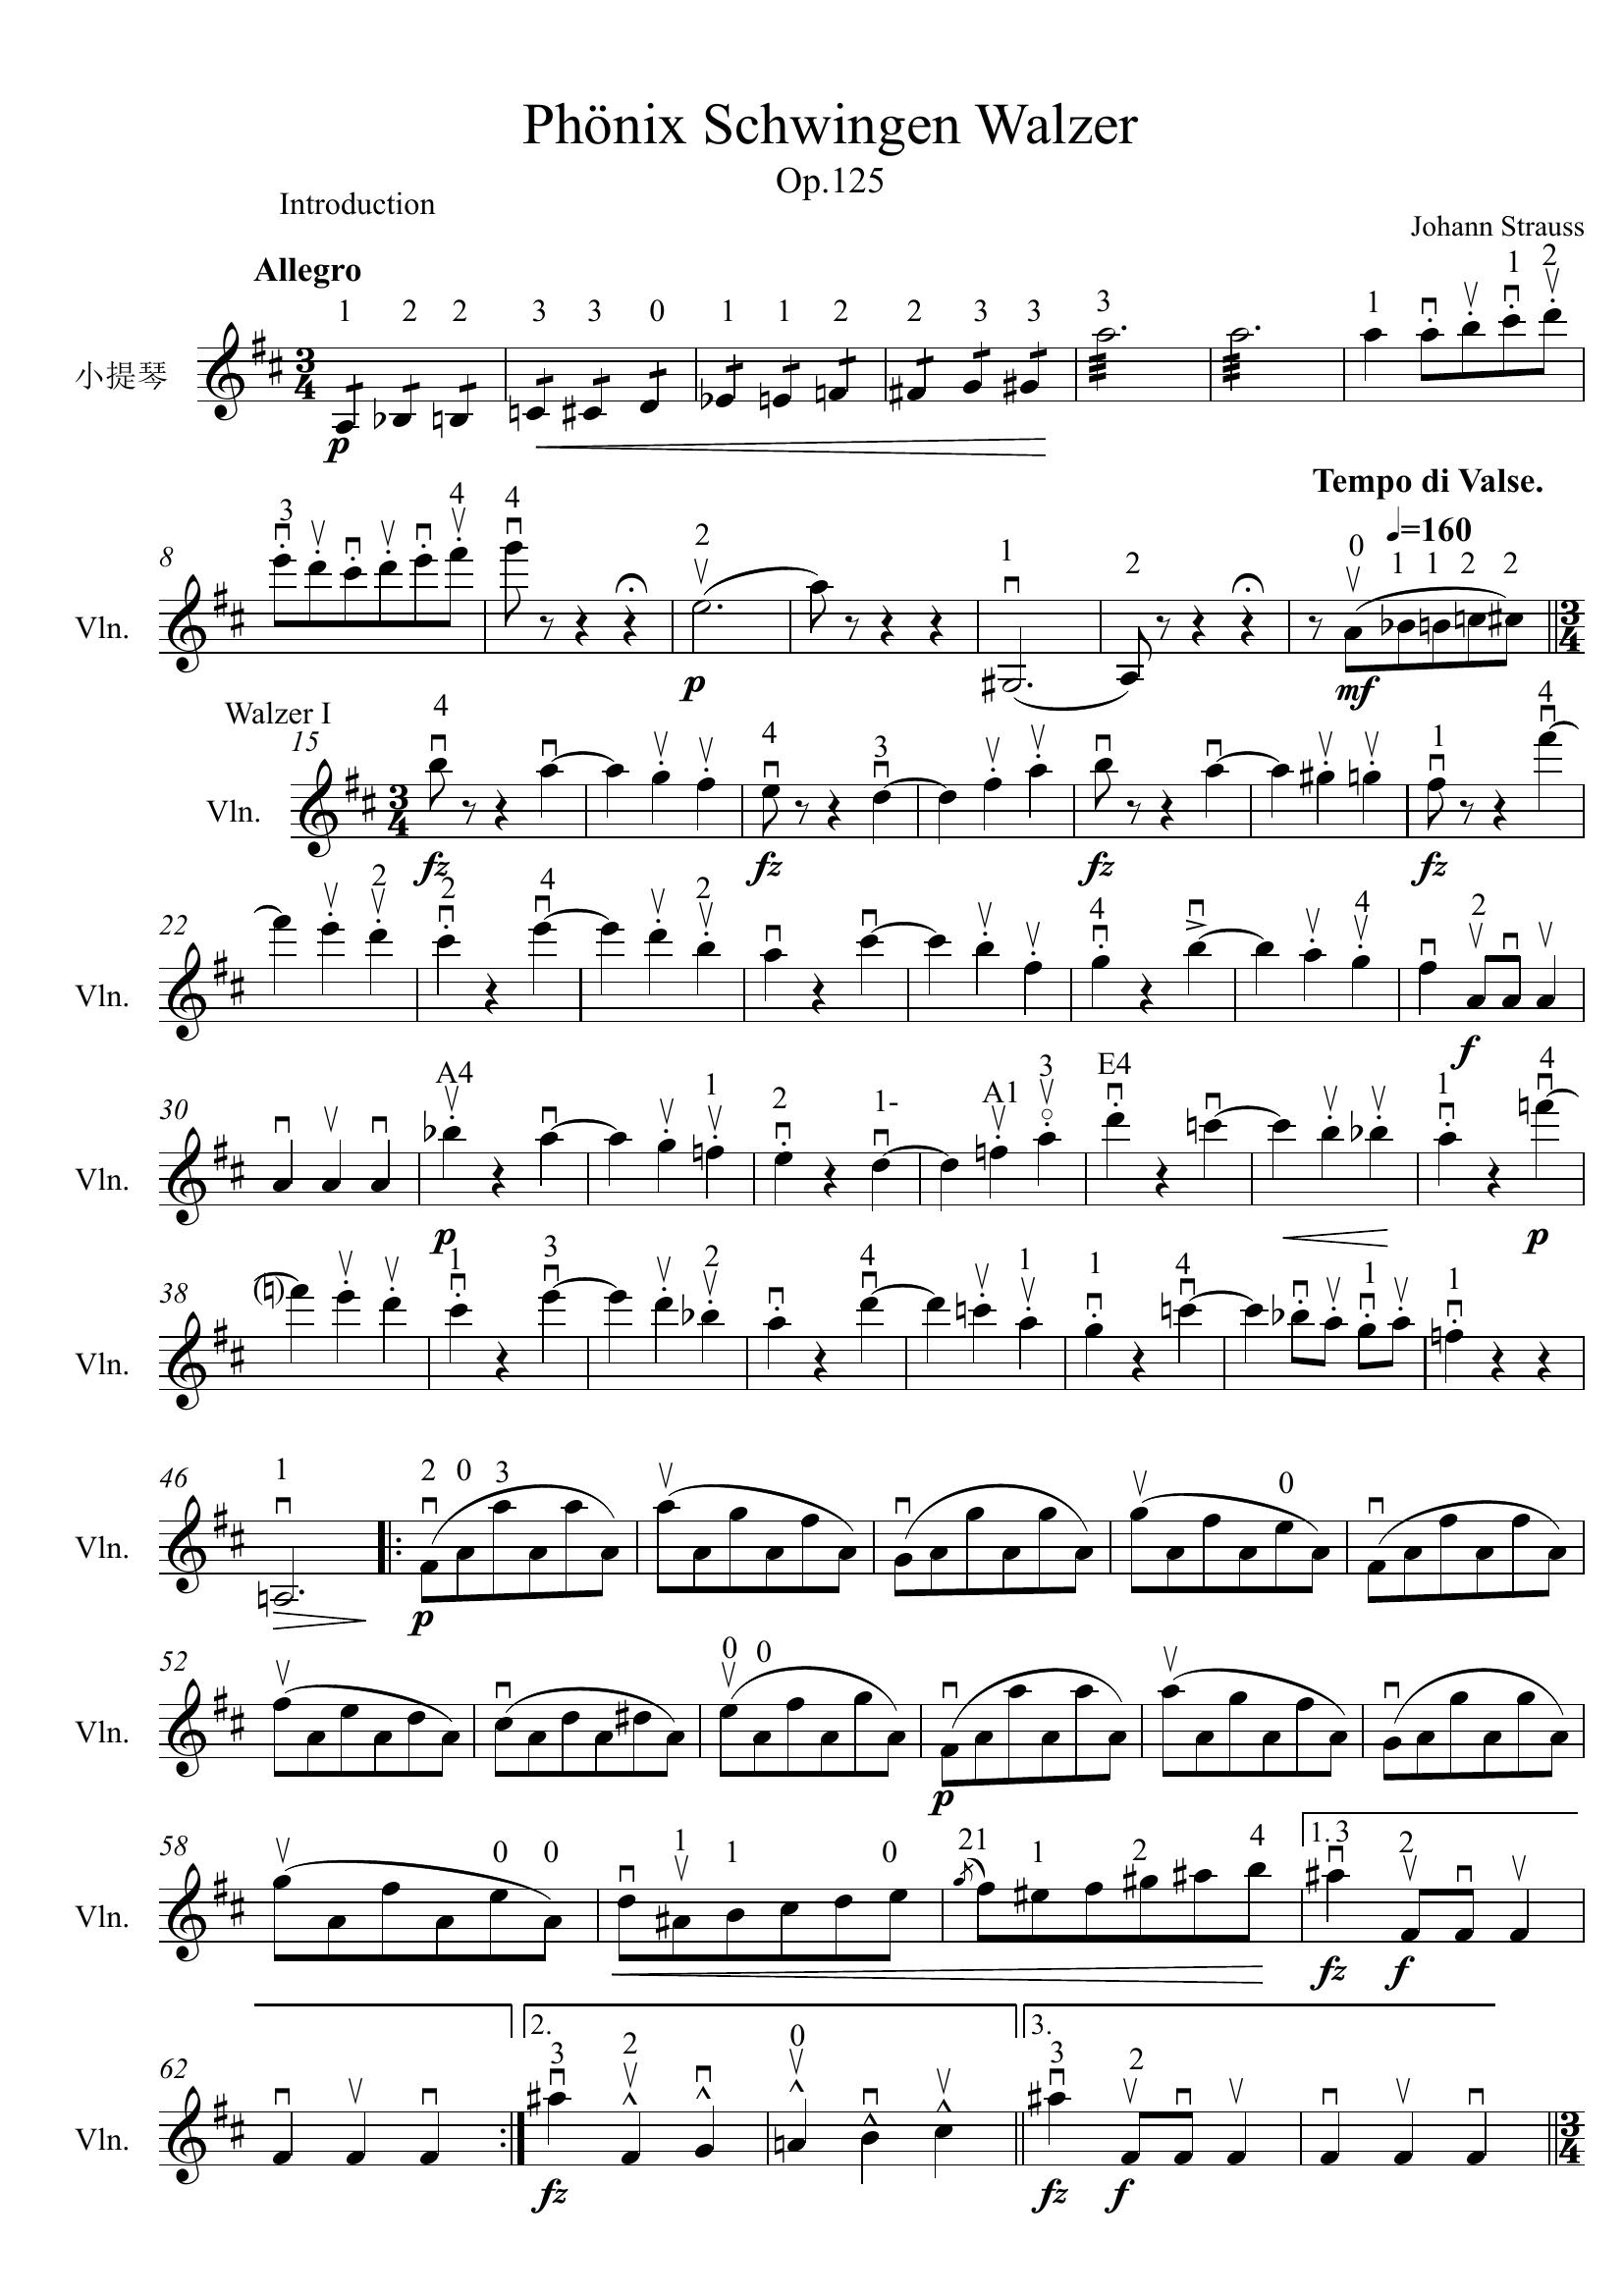 Phönix Schwingen Walzer
Op.125
Introduction
Johann Strauss
Allegro
1 2 2 3 3 0 1 1 2 2 3 3 3 1 1 2
小提琴
3 4
p
Tempo di Valse.
♩=160
8
3 4 4 2 1 2 0 1 1 2 2
Vln.
3 4
p mf
Walzer I
15
4 4 3 1 4
Vln.
3 4
fz fz fz fz
22
2 2 4 2 4 4 2
Vln.
f
30
A4 1 2 1- A1 3 E4 1 4
Vln.
p p
38
1 3 2 4 1 1 4 1 1
Vln.
46
1 2 0 3 0
Vln.
p
52
0 0
Vln.
p
58
0 0 1 1 0 21 1 2 4 1. 3 2
Vln.
fz f
62
2. 3 2 0 3. 3 2
Vln.
3 4
fz fz f